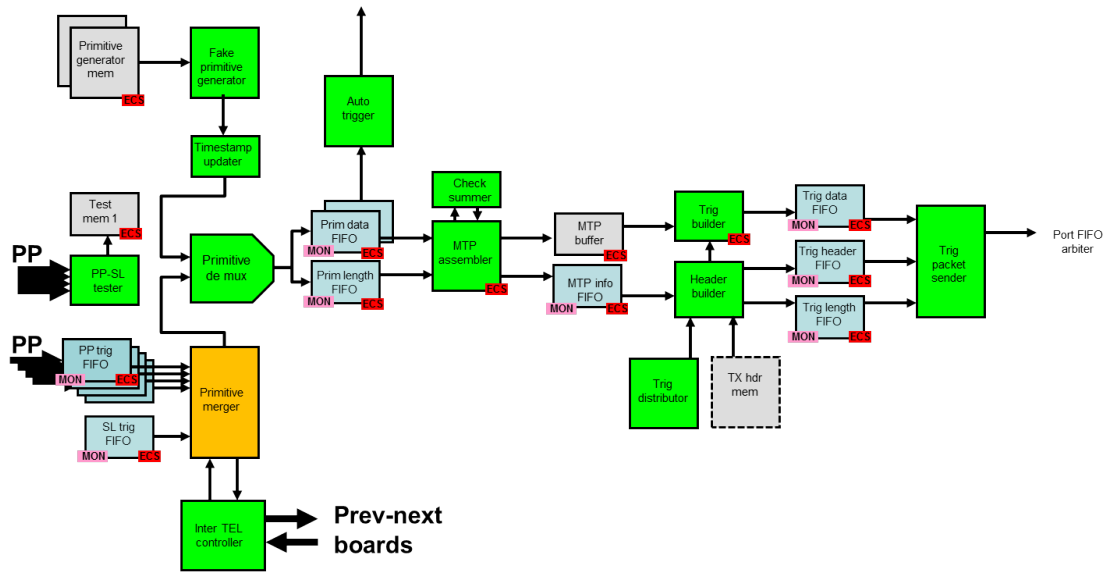 Primitive
generator
mem
ECS
Fake
primitive
generator
Timestamp
updater
Auto
trigger
Test
mem 1
ECS
PP
PP-SL
tester
Primitive
de mux
Prim data
FIFO
MON
ECS
Prim length
FIFO
MON
ECS
Check
summer
MTP
assembler
ECS
MTP
buffer
ECS
MTP info
FIFO
MON
ECS
Trig
builder
ECS
Header
builder
Trig data
FIFO
MON
ECS
Trig header
FIFO
MON
ECS
Trig length
FIFO
MON
ECS
Trig
packet
sender
Port FIFO
arbiter
PP
PP trig
FIFO
MON
ECS
SL trig
FIFO
MON
ECS
Primitive
merger
Trig
distributor
TX hdr
mem
Inter TEL
controller
Prev-next
boards